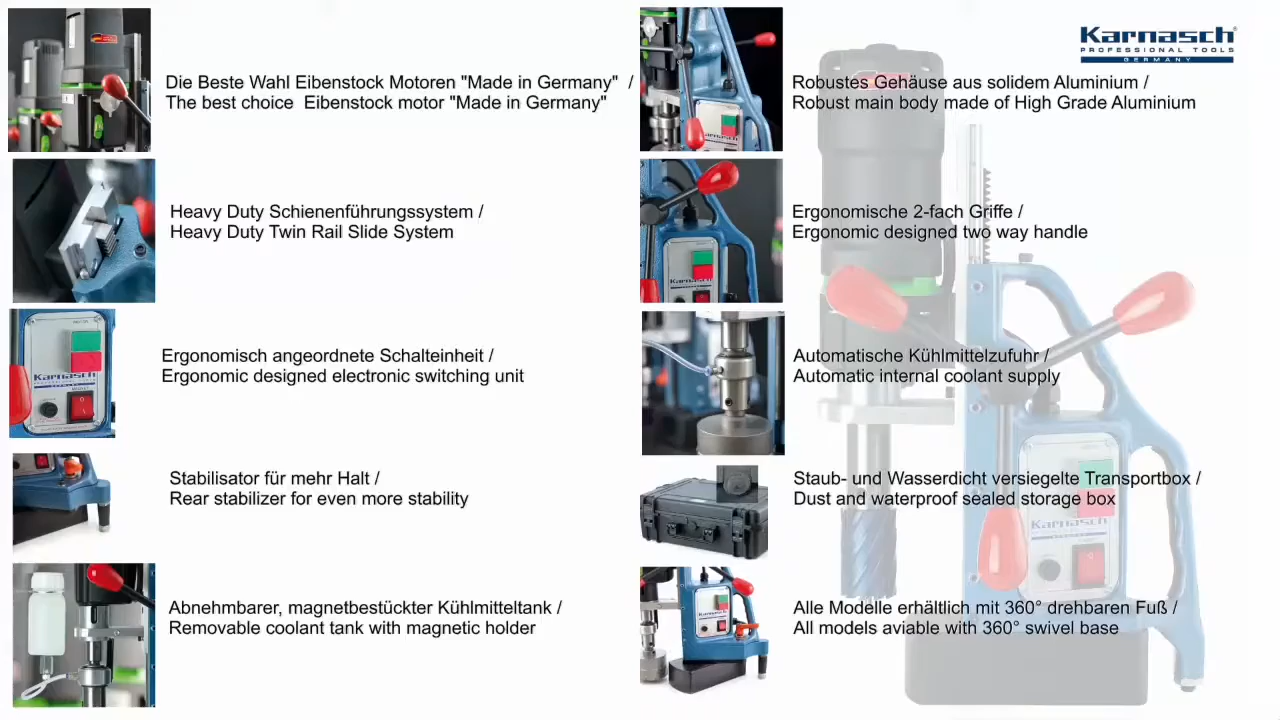 Die Beste Wahl Eibenstock Motoren "Made in Germany" /
The best choice Eibenstock motor "Made in Germany"
Heavy Duty Schienenführungssystem /
Heavy Duty Twin Rail Slide System
Karnasch
Ergonomisch angeordnete Schalteinheit /
Ergonomic designed electronic switching unit
Stabilisator für mehr Halt /
Rear stabilizer for even more stability
Abnehmbarer, magnetbestückter Kühlmitteltank /
Removable coolant tank with magnetic holder
Karnasch®
PROFESSIONAL TOOLS
GERMANY
Robustes Gehäuse aus solidem Aluminium /
Robust main body made of High Grade Aluminium
Ergonomische 2-fach Griffe /
Ergonomic designed two way handle
Automatische Kühlmittelzufuhr /
Automatic internal coolant supply
Staub- und Wasserdicht versiegelte Transportbox /
Dust and waterproof sealed storage box
Karnasch
Alle Modelle erhältlich mit 360° drehbaren Fuß /
All models aviable with 360° swivel base
Karnasch